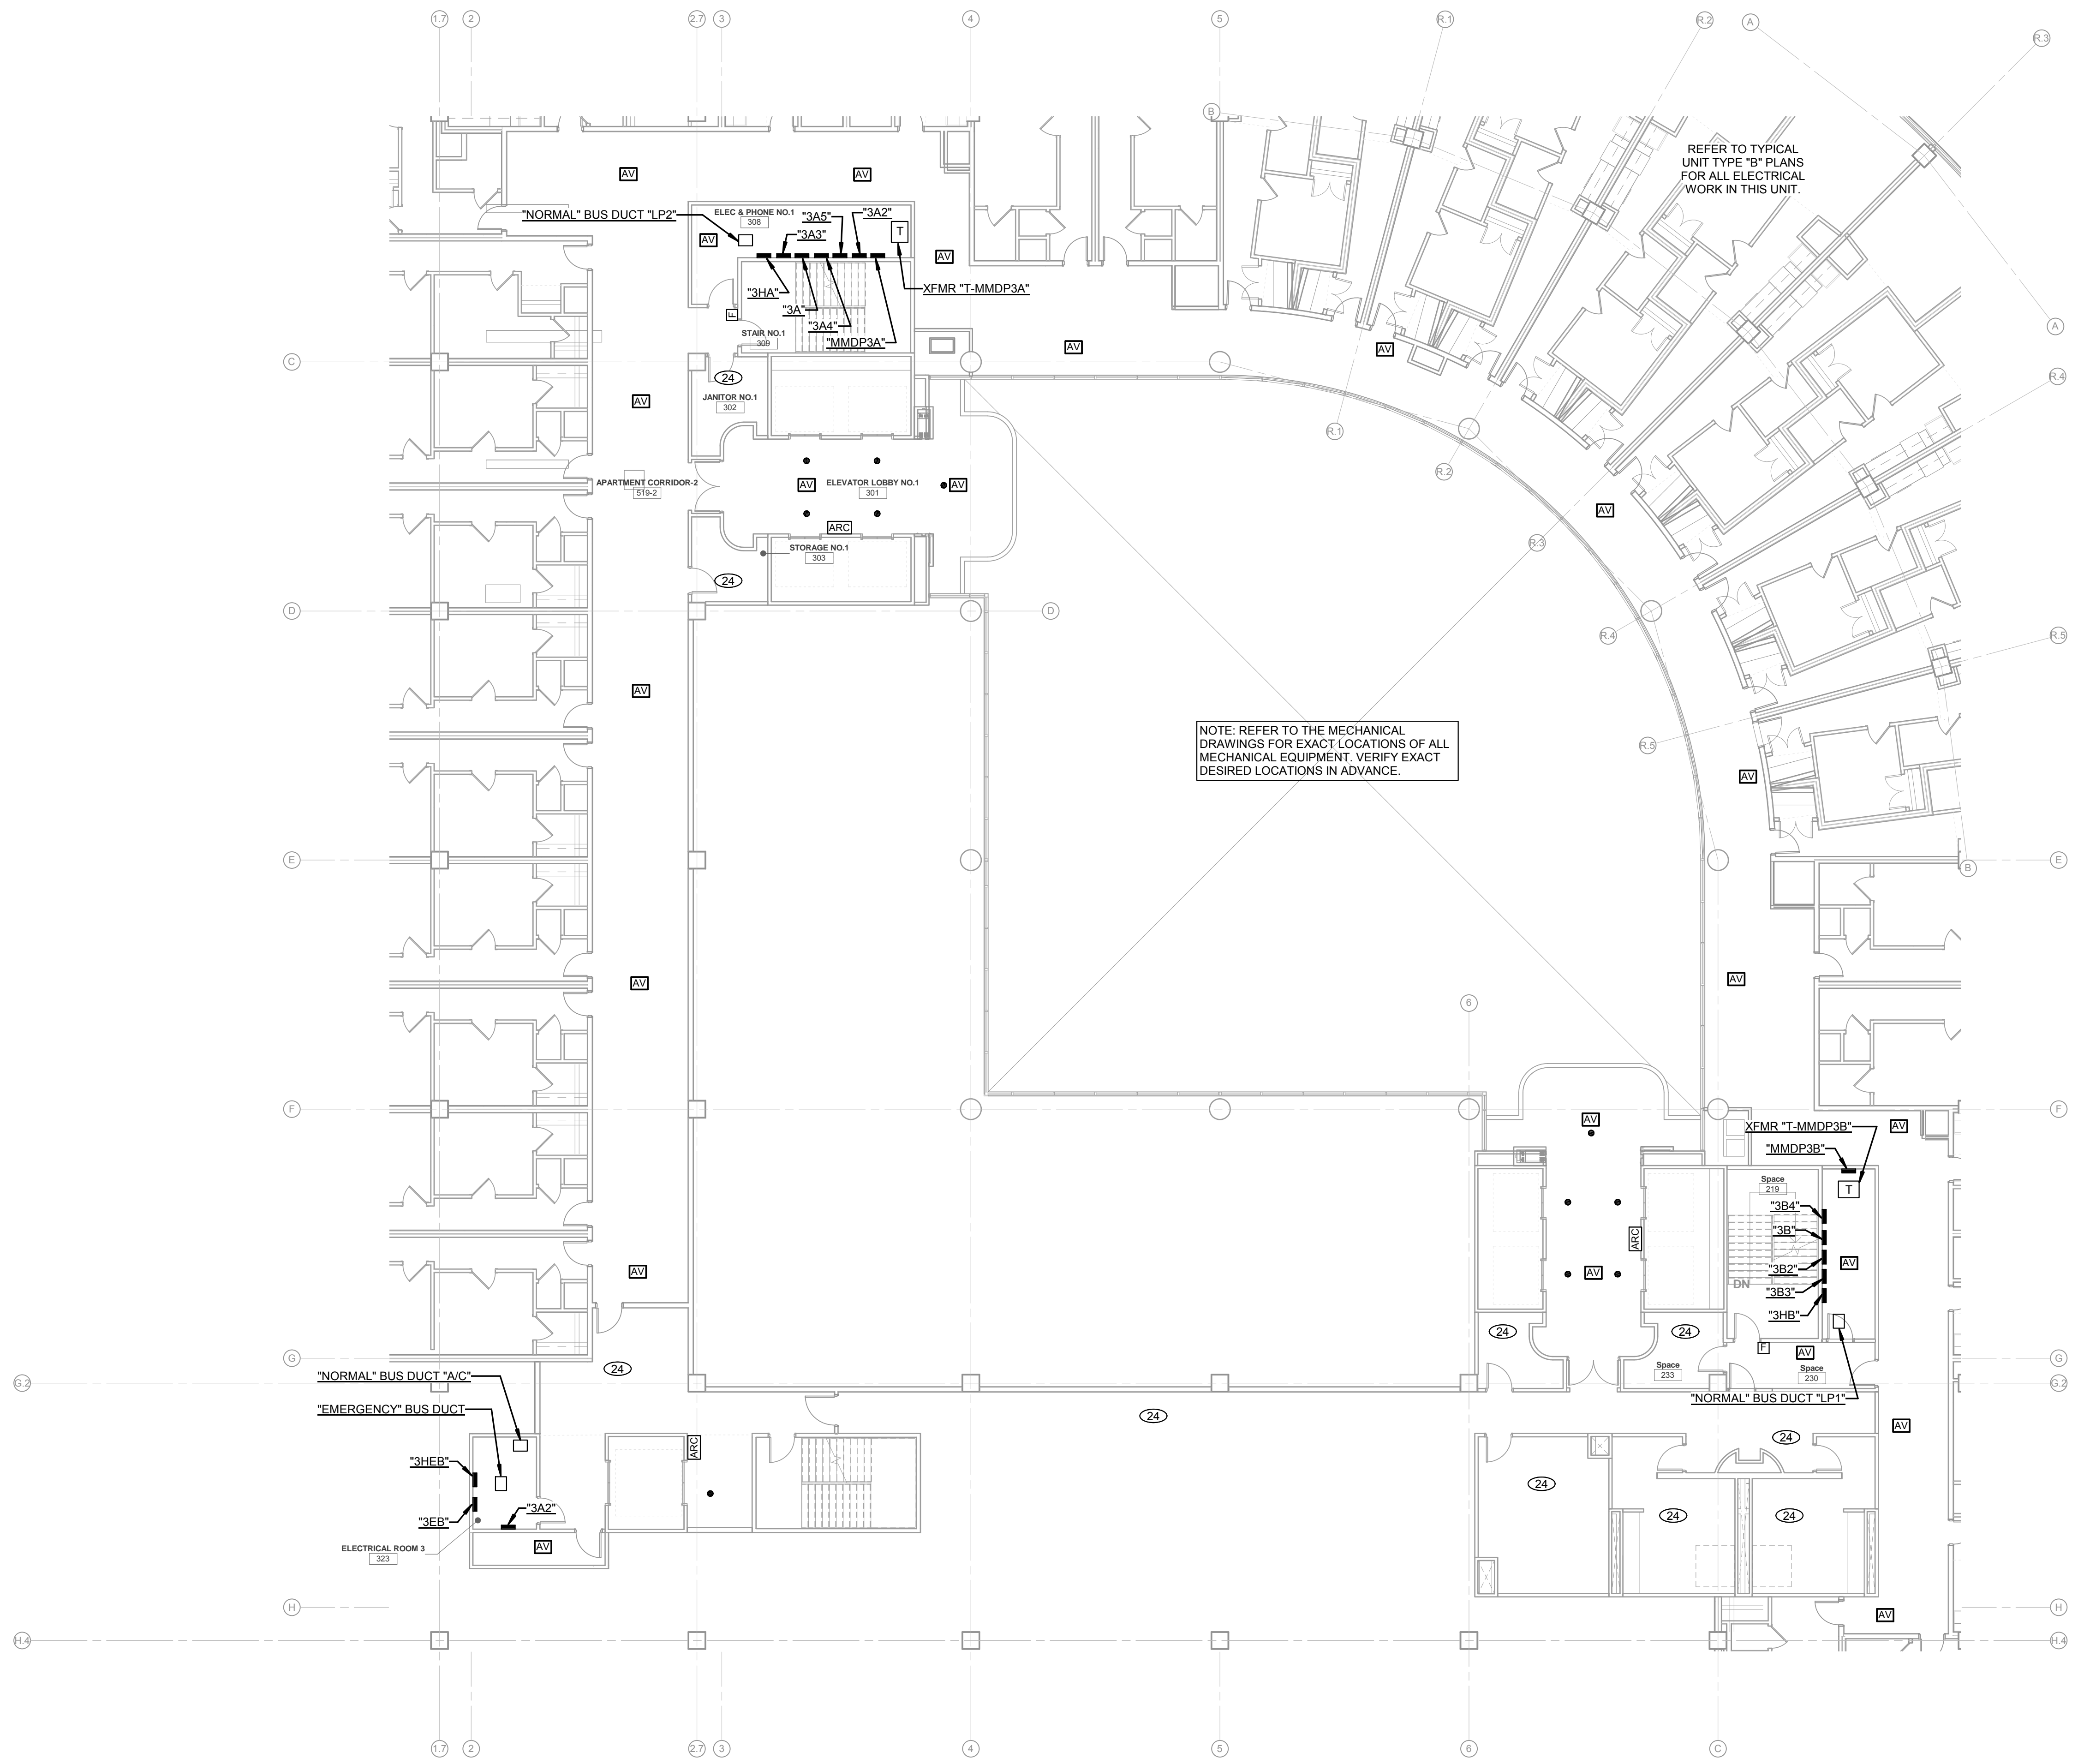 1.7
2
2.7
3
4
5
R.1
R.2
A
R.3
B
REFER TO TYPICAL
UNIT TYPE "B" PLANS
FOR ALL ELECTRICAL
WORK IN THIS UNIT.
AV
AV
"NORMAL" BUS DUCT "LP2"
ELEC & PHONE NO.1
308
"3A5"
"3A2"
"3A3"
T
AV
AV
"3HA"
XFMR "T-MMDP3A"
"3A"
F
"3A4"
STAIR NO.1
309
"MMDP3A"
A
AV
AV
C
24
R.4
JANITOR NO.1
302
AV
R.1
R.2
APARTMENT CORRIDOR-2
519-2
AV
ELEVATOR LOBBY NO.1
301
AV
AV
ARC
R.3
STORAGE NO.1
303
24
D
D
R.4
R.5
AV
R.5
NOTE: REFER TO THE MECHANICAL
DRAWINGS FOR EXACT LOCATIONS OF ALL
MECHANICAL EQUIPMENT. VERIFY EXACT
DESIRED LOCATIONS IN ADVANCE.
AV
E
E
B
AV
AV
6
F
F
AV
XFMR "T-MMDP3B"
AV
"MMDP3B"
Space
219
T
"3B4"
"3B"
ARC
AV
"3B2"
AV
AV
DN
"3B3"
"3HB"
24
24
F
AV
G
24
Space
233
Space
230
G
"NORMAL" BUS DUCT "A/C"
G.2
G.2
"NORMAL" BUS DUCT "LP1"
"EMERGENCY" BUS DUCT
24
AV
24
ARC
"3HEB"
24
"3A2"
"3EB"
24
24
AV
ELECTRICAL ROOM 3
323
H
H
AV
H.4
H.4
1.7
2
2.7
3
4
5
6
C